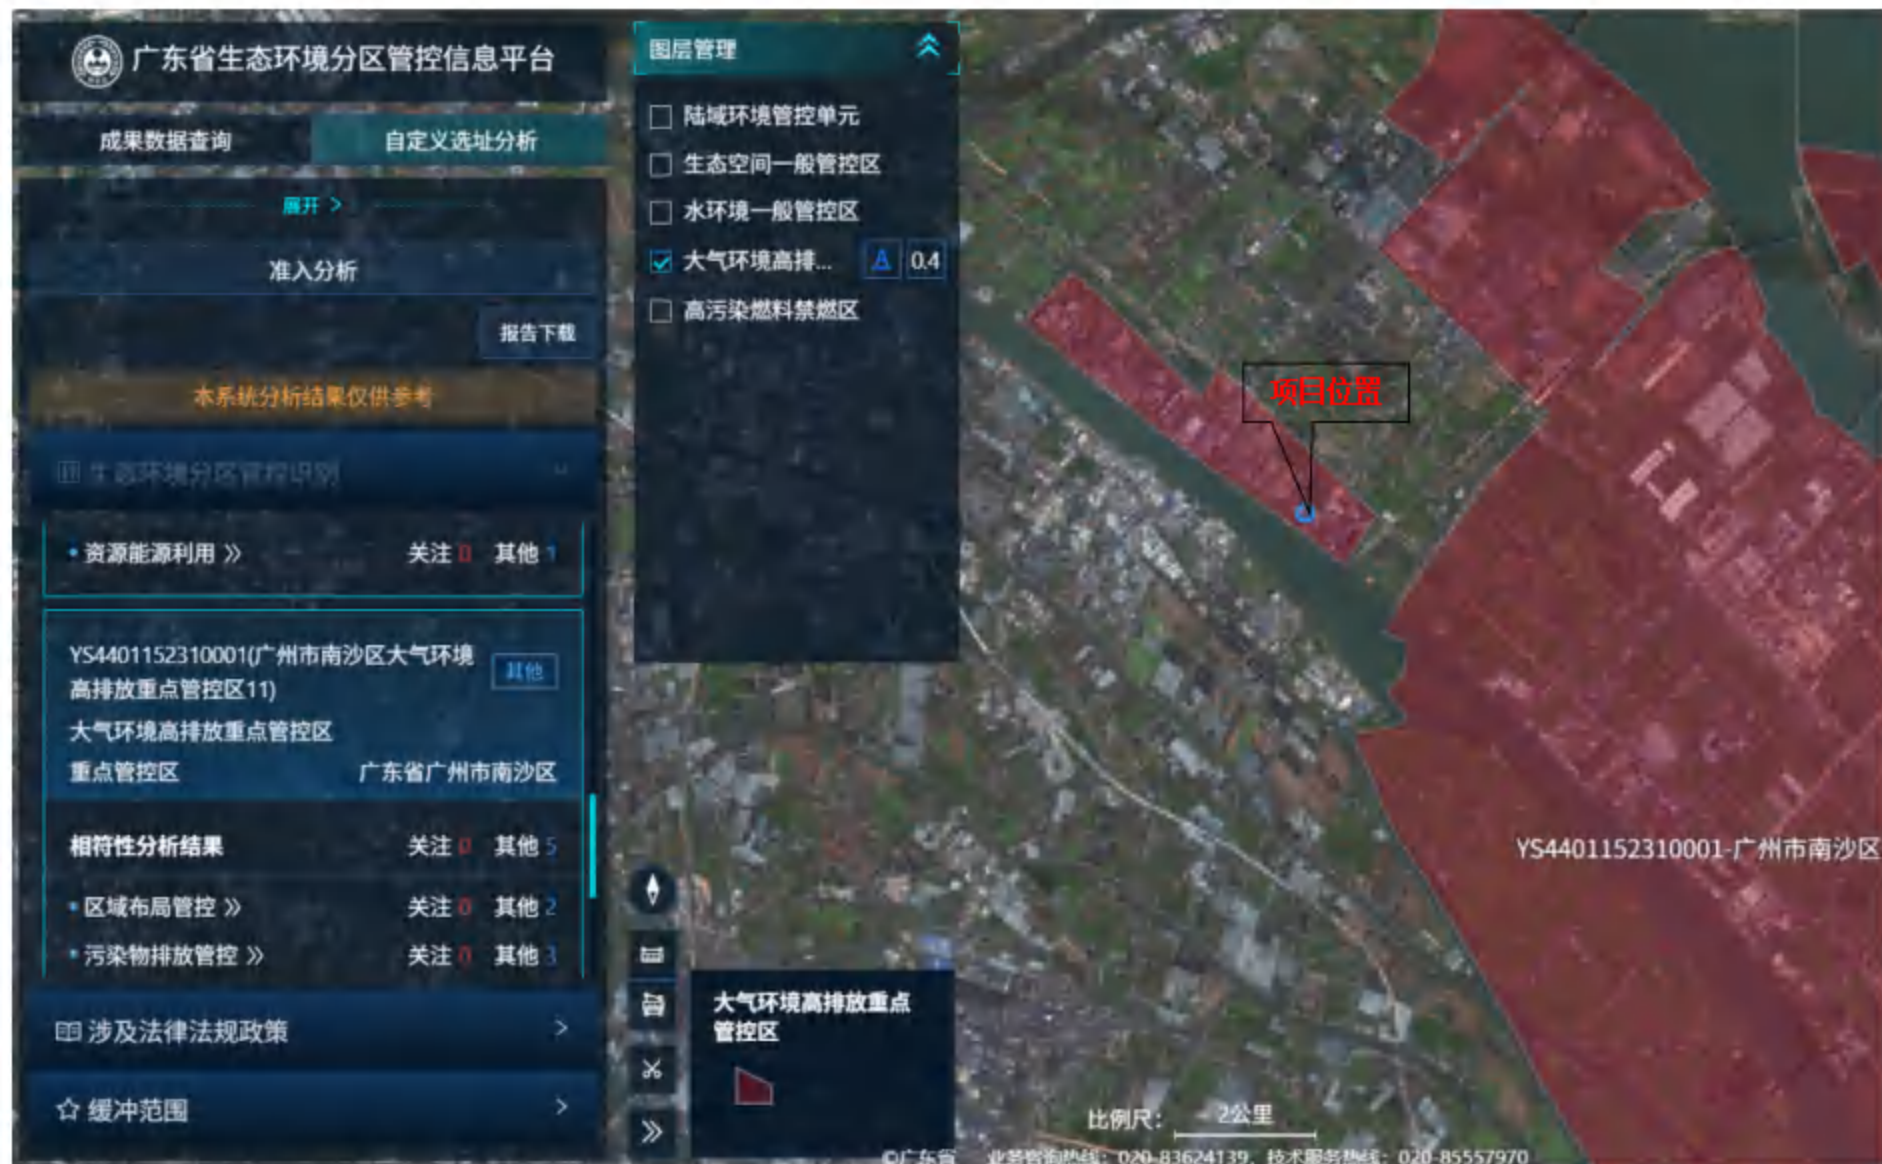 广东省生态环境分区管控信息平台
成果数据查询
自定义选址分析
展开 >
准入分析
报告下载
本系统分析结果仅供参考
生态环境分区管控识别
• 资源能源利用 >> 关注 0 其他 1
YS4401152310001(广州市南沙区大气环境
高排放重点管控区11)
其他
大气环境高排放重点管控区
重点管控区 广东省广州市南沙区
相符性分析结果 关注 0 其他 5
• 区域布局管控 >> 关注 0 其他 2
• 污染物排放管控 >> 关注 0 其他 3
涉及法律法规政策 >
缓冲范围 >
图层管理
陆域环境管控单元
生态空间一般管控区
水环境一般管控区
大气环境高排... A 0.4
高污染燃料禁燃区
项目位置
YS4401152310001-广州市南沙区
大气环境高排放重点
管控区
比例尺： 2公里
©广东省 业务咨询热线：020-83624139，技术服务热线：020-85557970